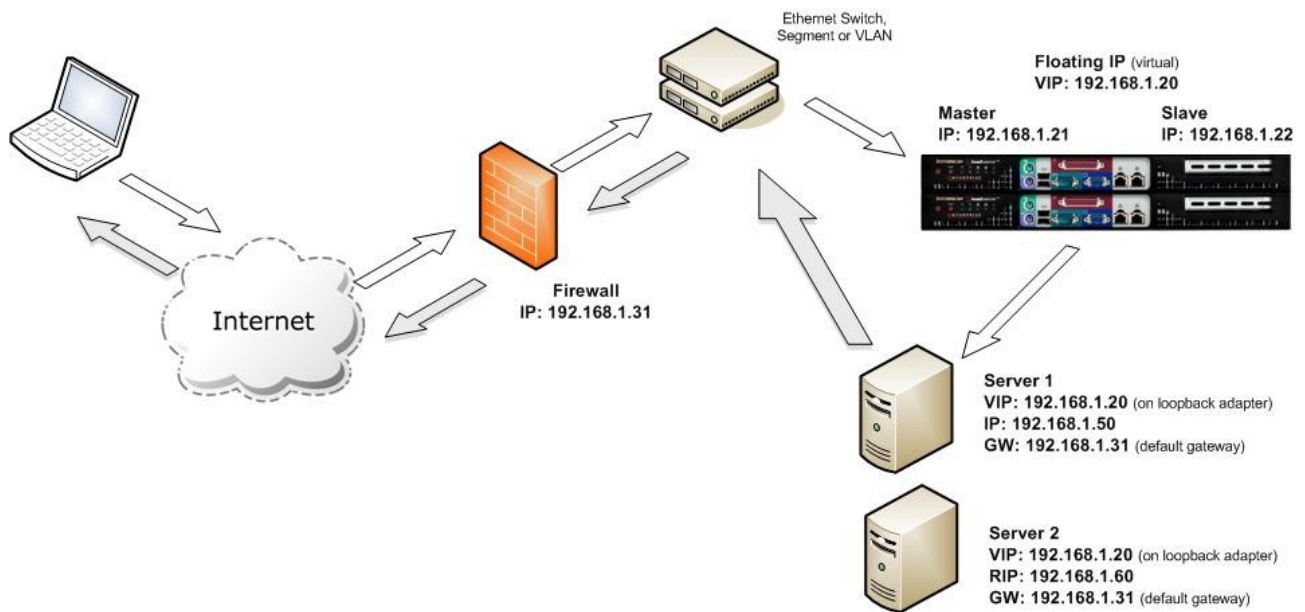 Ethernet Switch,
Segment or VLAN
Floating IP (virtual)
VIP: 192.168.1.20
Master
IP: 192.168.1.21
Slave
IP: 192.168.1.22
Internet
Firewall
IP: 192.168.1.31
Server 1
VIP: 192.168.1.20 (on loopback adapter)
IP: 192.168.1.50
GW: 192.168.1.31 (default gateway)
Server 2
VIP: 192.168.1.20 (on loopback adapter)
RIP: 192.168.1.60
GW: 192.168.1.31 (default gateway)